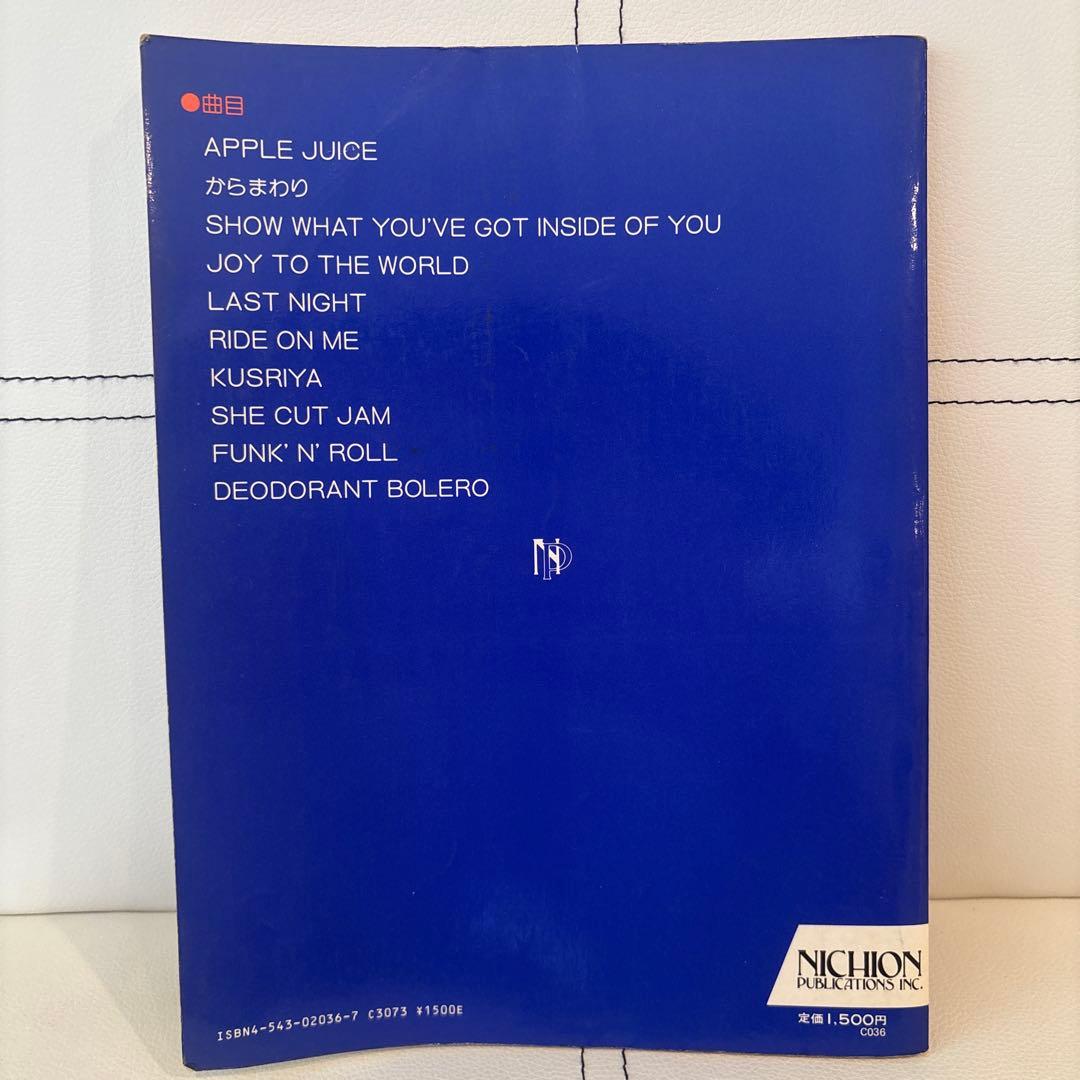 ●曲目
APPLE JUICE
からまわり
SHOW WHAT YOU'VE GOT INSIDE OF YOU
JOY TO THE WORLD
LAST NIGHT
RIDE ON ME
KUSRIYA
SHE CUT JAM
FUNK' N' ROLL
DEODORANT BOLERO
NP
NICHION
PUBLICATIONS INC.
定価1,500円
C036
ISBN4-543-02036-7 C3073 ¥1500E